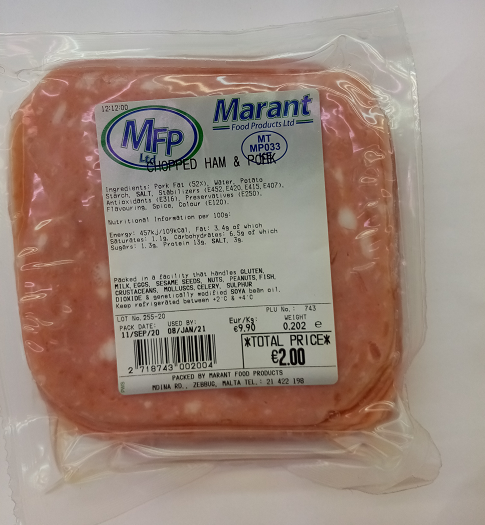 12:12:00
Marant
Food Products Ltd
MFP
Ltd
MT
MP033
CHOPPED HAM & PORK
Ingredients: Pork Fat (52%), Water, Potato
Starch, SALT, Stabilizers (E452,E420,E415,E407),
Antioxidants (E316), Preservatives (E250),
Flavouring, Spice, Colour (E120).
Nutritional Information per 100g:
Energy: 457kJ/109kCal, Fat: 3.4g of which
Saturates: 1.1g, Carbohydrates: 6.5g of which
Sugars: 1.3g, Protein 13g, SALT, 3g.
Packed in a facility that handles GLUTEN,
MILK, EGGS, SESAME SEEDS, NUTS, PEANUTS, FISH,
CRUSTACEANS, MOLLUSCS, CELERY, SULPHUR
DIOXIDE & genetically modified SOYA bean oil.
Keep refrigerated between +2°C & +4°C
LOT No. 255-20
PLU No.: 743
PACK DATE: USED BY: Eur/Kg: WEIGHT
11/SEP/20 08/JAN/21 €9.90 0.202 e
*TOTAL PRICE*
€2.00
2 718743 002004
PACKED BY MARANT FOOD PRODUCTS
MDINA RD., ZEBBUG, MALTA TEL.: 21 422 198